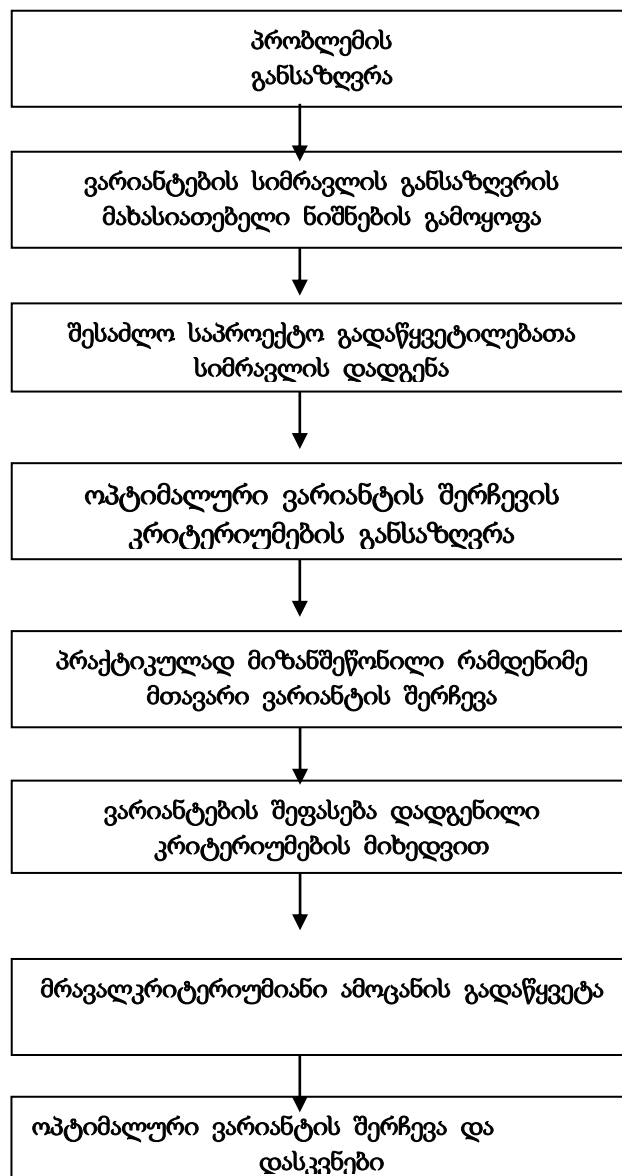 პრობლემის
განსაზღვრა
ვარიანტების სიმრავლის განსაზღვრის
მახასიათებელი ნიშნების გამოყოფა
შესაძლო საპროექტო გადაწყვეტილებათა
სიმრავლის დადგენა
ოპტიმალური ვარიანტის შერჩევის
კრიტერიუმების განსაზღვრა
პრაქტიკულად მიზანშეწონილი რამდენიმე
მთავარი ვარიანტის შერჩევა
ვარიანტების შეფასება დადგენილი
კრიტერიუმების მიხედვით
მრავალკრიტერიუმიანი ამოცანის გადაწყვეტა
ოპტიმალური ვარიანტის შერჩევა და
დასკვნები